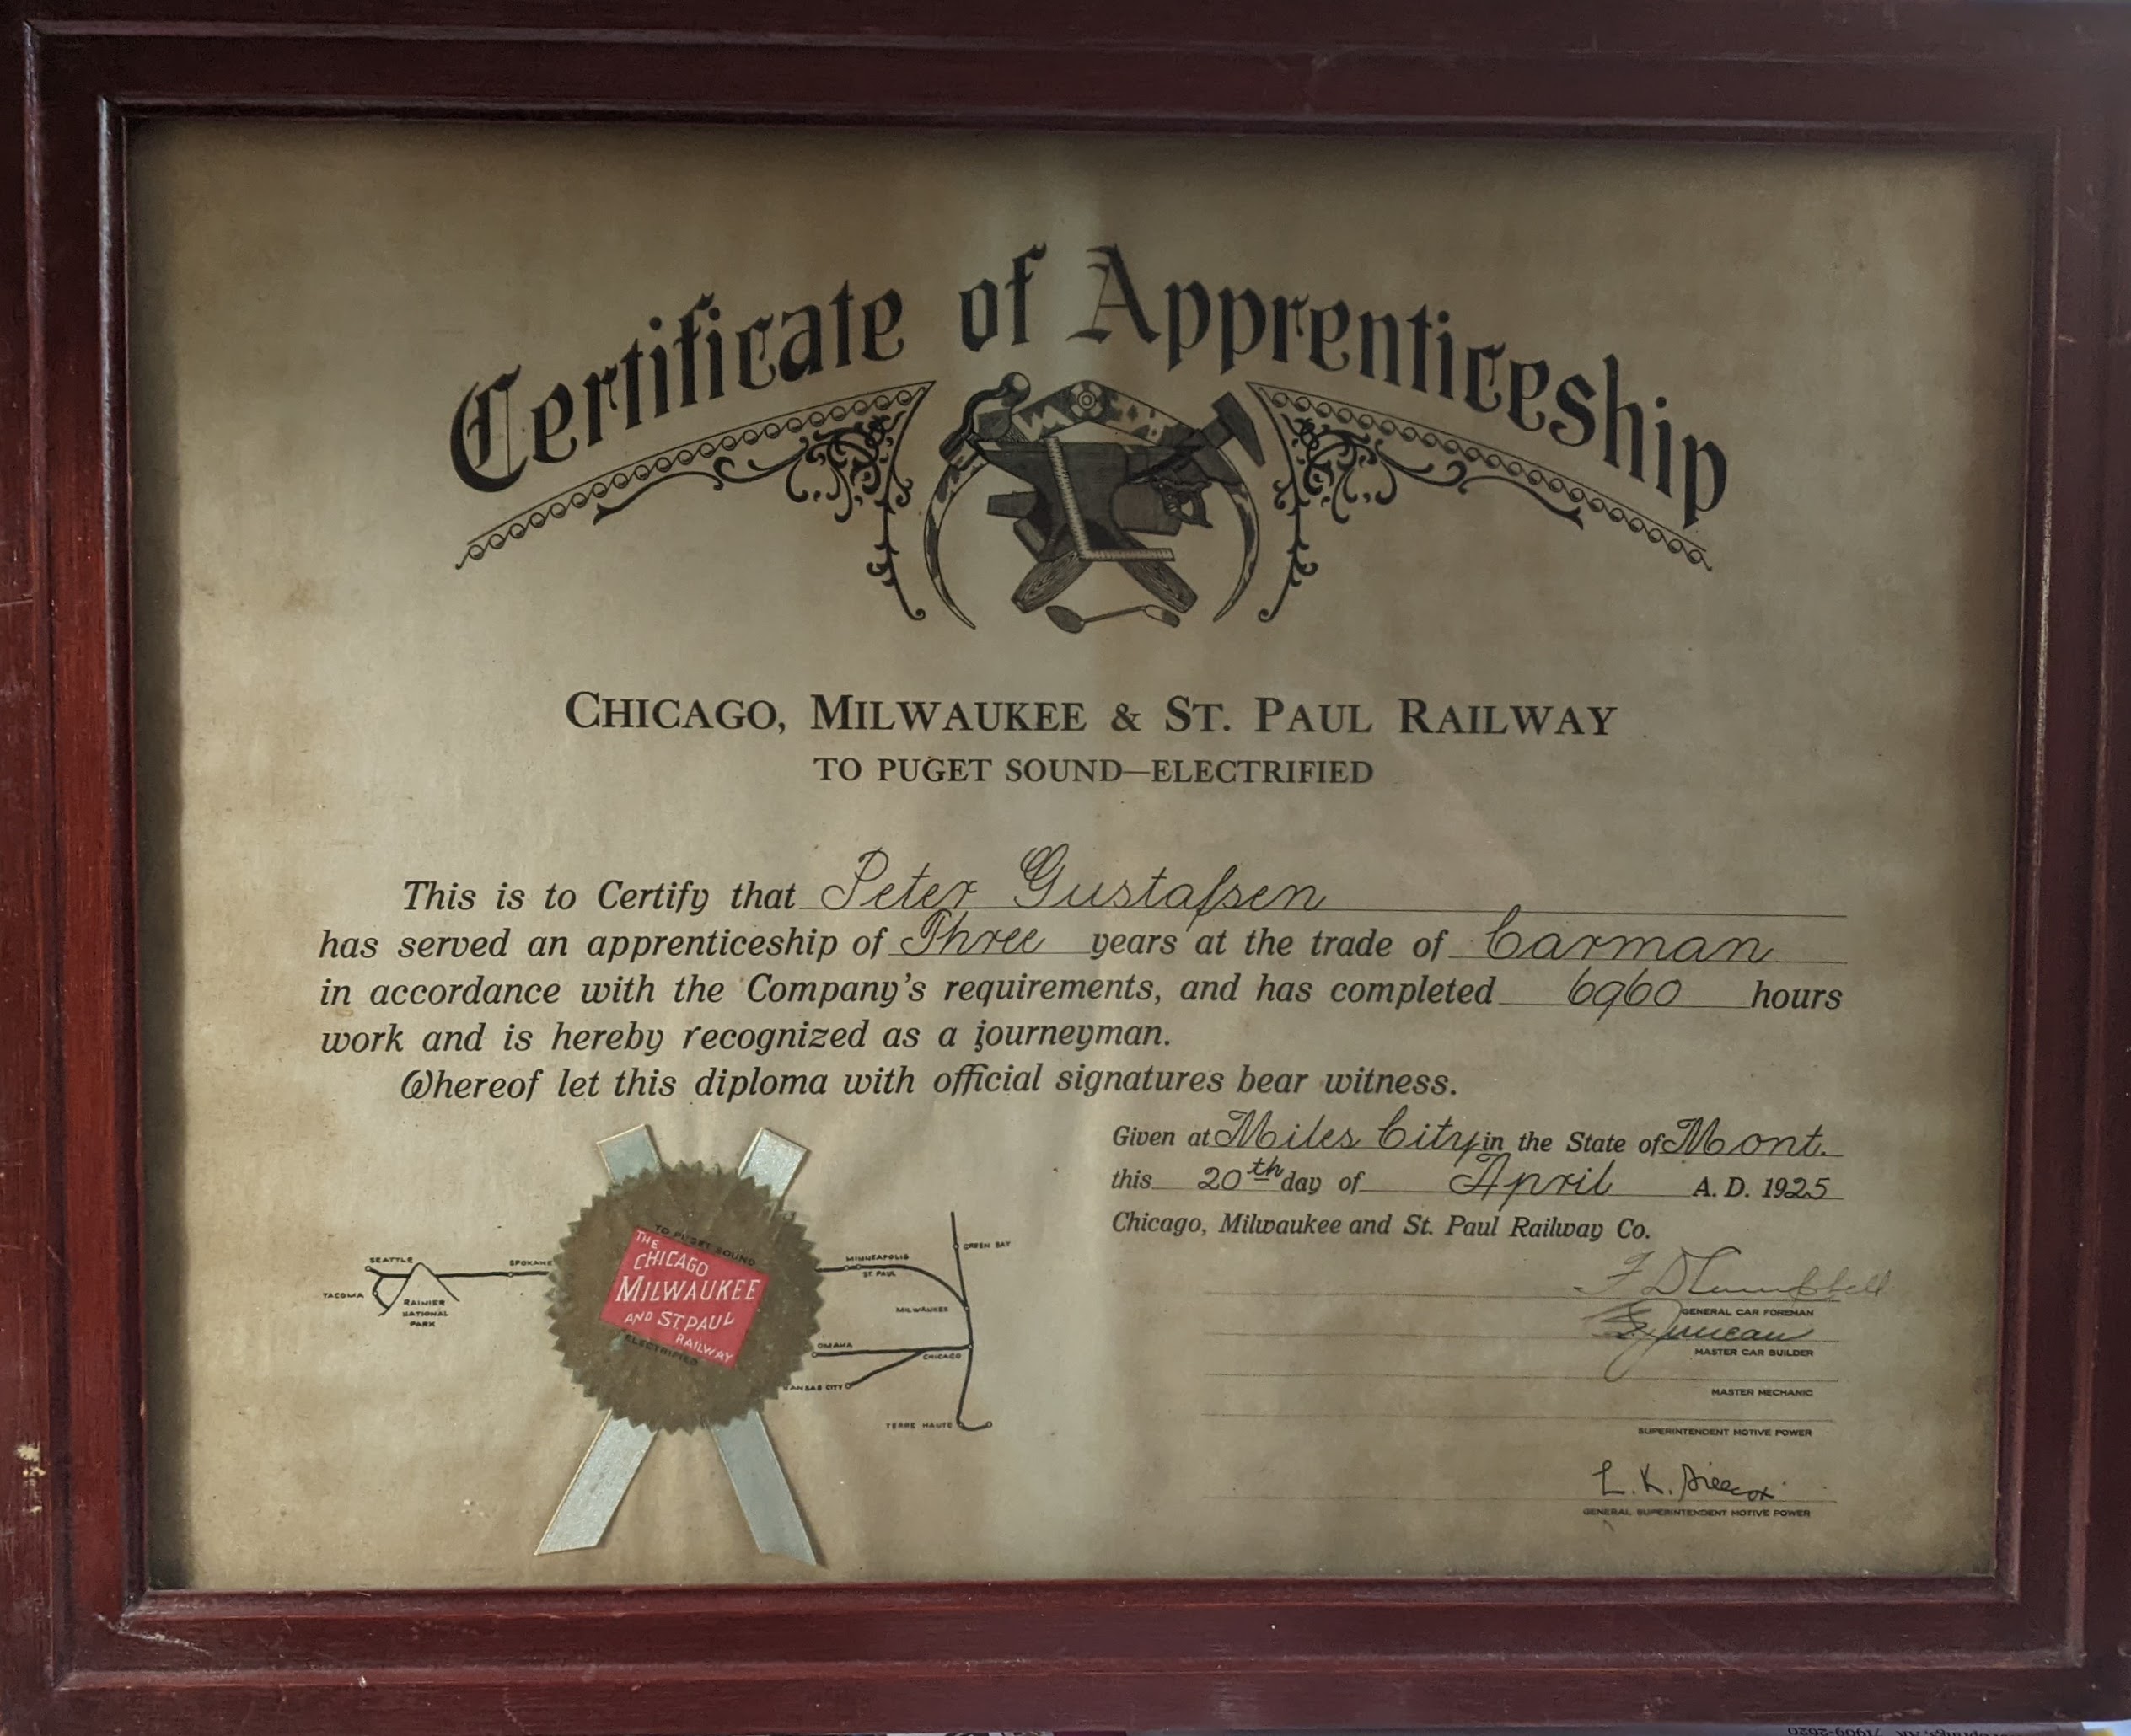 Certificate of Apprenticeship
CHICAGO, MILWAUKEE & ST. PAUL RAILWAY
TO PUGET SOUND—ELECTRIFIED
This is to Certify that Peter Gustafsen
has served an apprenticeship of Three years at the trade of Carman
in accordance with the Company's requirements, and has completed 6960 hours
work and is hereby recognized as a journeyman.
Whereof let this diploma with official signatures bear witness.
Given at Miles City in the State of Mont.
this 20th day of April A. D. 1925
Chicago, Milwaukee and St. Paul Railway Co.
F D Campbell
GENERAL CAR FOREMAN
Duncan
MASTER CAR BUILDER
MASTER MECHANIC
SUPERINTENDENT MOTIVE POWER
L. K. Sillcox
GENERAL SUPERINTENDENT MOTIVE POWER
TO PUGET SOUND
THE
CHICAGO
MILWAUKEE
AND ST PAUL
RAILWAY
ELECTRIFIED
SEATTLE
SPOKANE
TACOMA
RAINIER
NATIONAL
PARK
MINNEAPOLIS
ST. PAUL
GREEN BAY
MILWAUKEE
OMAHA
CHICAGO
KANSAS CITY
TERRE HAUTE
71909-2620